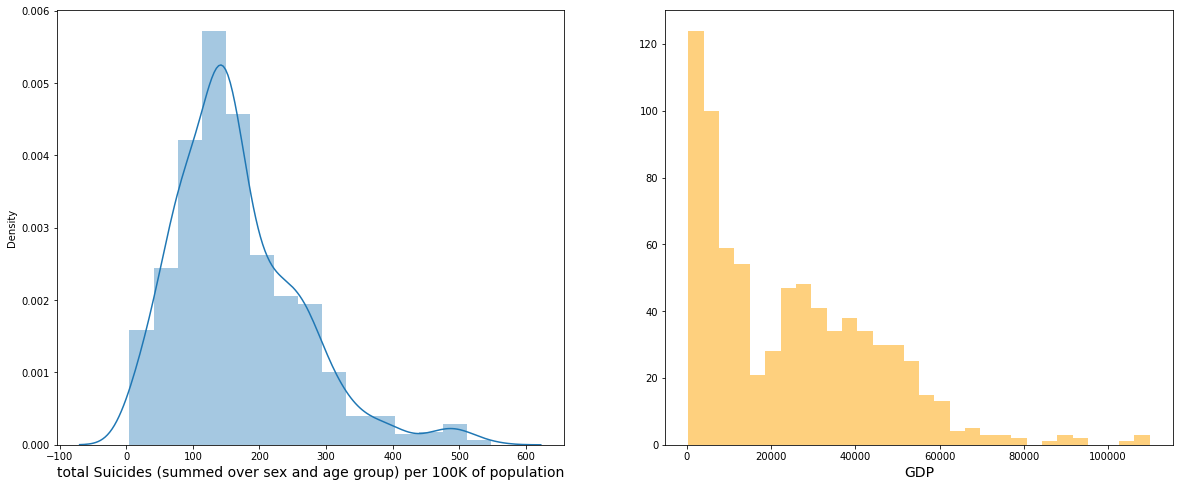 0.006
0.005
0.004
0.003
0.002
0.001
0.000
Density
−100 0 100 200 300 400 500 600
total Suicides (summed over sex and age group) per 100K of population
120
100
80
60
40
20
0
0 20000 40000 60000 80000 100000
GDP